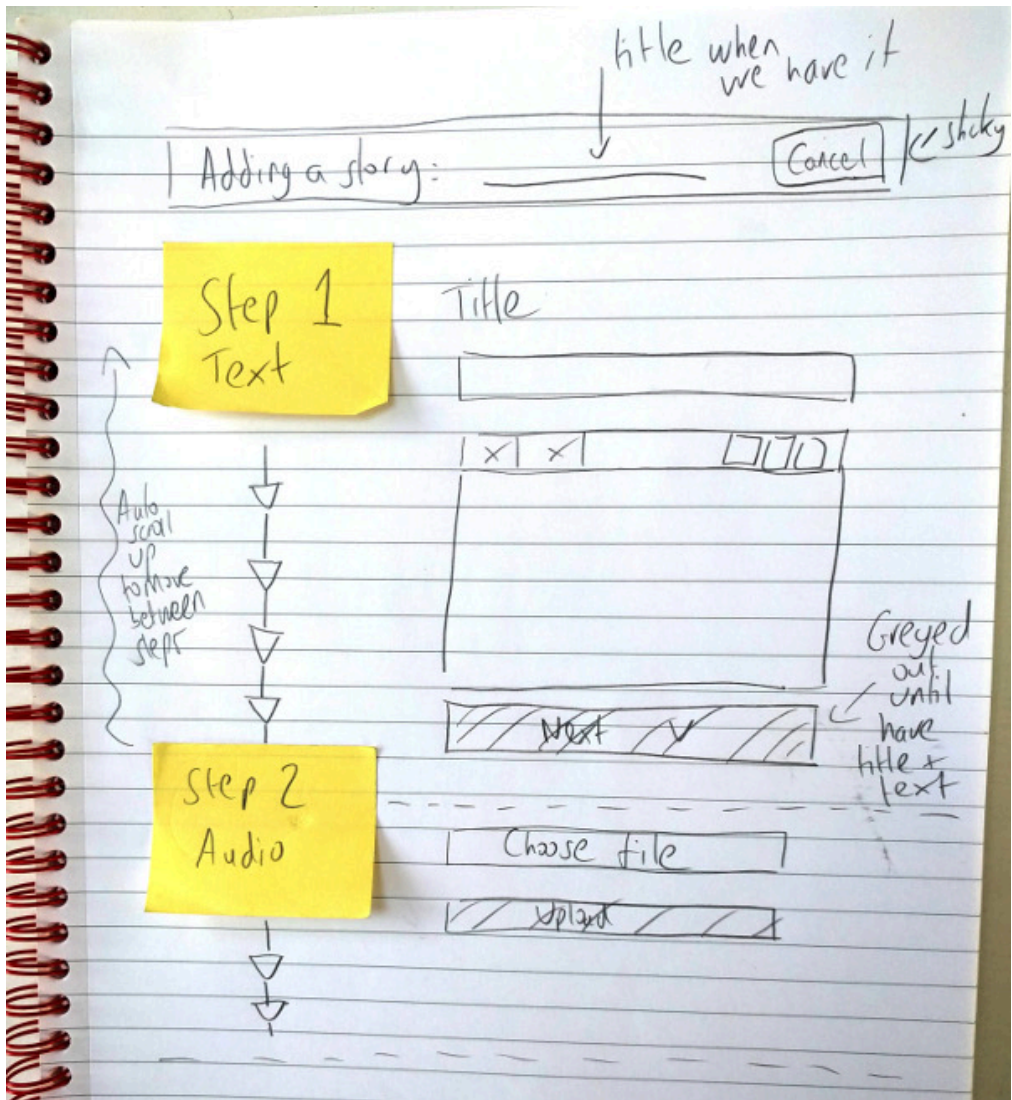 title when
we have it
Adding a story:
Cancel
sticky
Step 1
Text
Title
Auto
scroll
up
to move
between
steps
Greyed
out
until
have
title +
text
Next
Step 2
Audio
Choose file
Upload